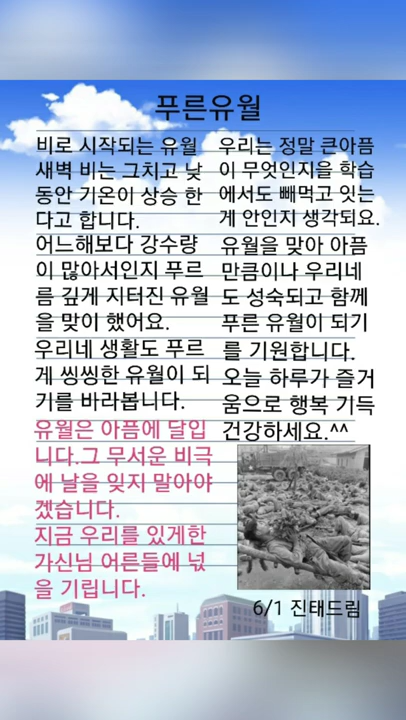 푸른유월
비로 시작되는 유월
새벽 비는 그치고 낮
동안 기온이 상승 한
다고 합니다.
어느해보다 강수량
이 많아서인지 푸르
름 깊게 지터진 유월
을 맞이 했어요.
우리네 생활도 푸르
게 씽씽한 유월이 되
기를 바라봅니다.
유월은 아픔에 달입
니다.그 무서운 비극
에 날을 잊지 말아야
겠습니다.
지금 우리를 있게한
가신님 어른들에 넋
을 기립니다.
우리는 정말 큰아픔
이 무엇인지을 학습
에서도 빼먹고 잇는
게 안인지 생각되요.
유월을 맞아 아픔
만큼이나 우리네
도 성숙되고 함께
푸른 유월이 되기
를 기원합니다.
오늘 하루가 즐거
움으로 행복 기득
건강하세요.^^
6/1 진태드림